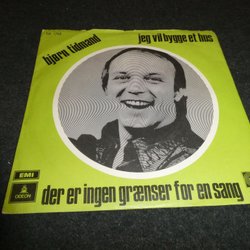 bjørn tidmand
jeg vil bygge et hus
EMI
ODEON
der er ingen grænser for en sang